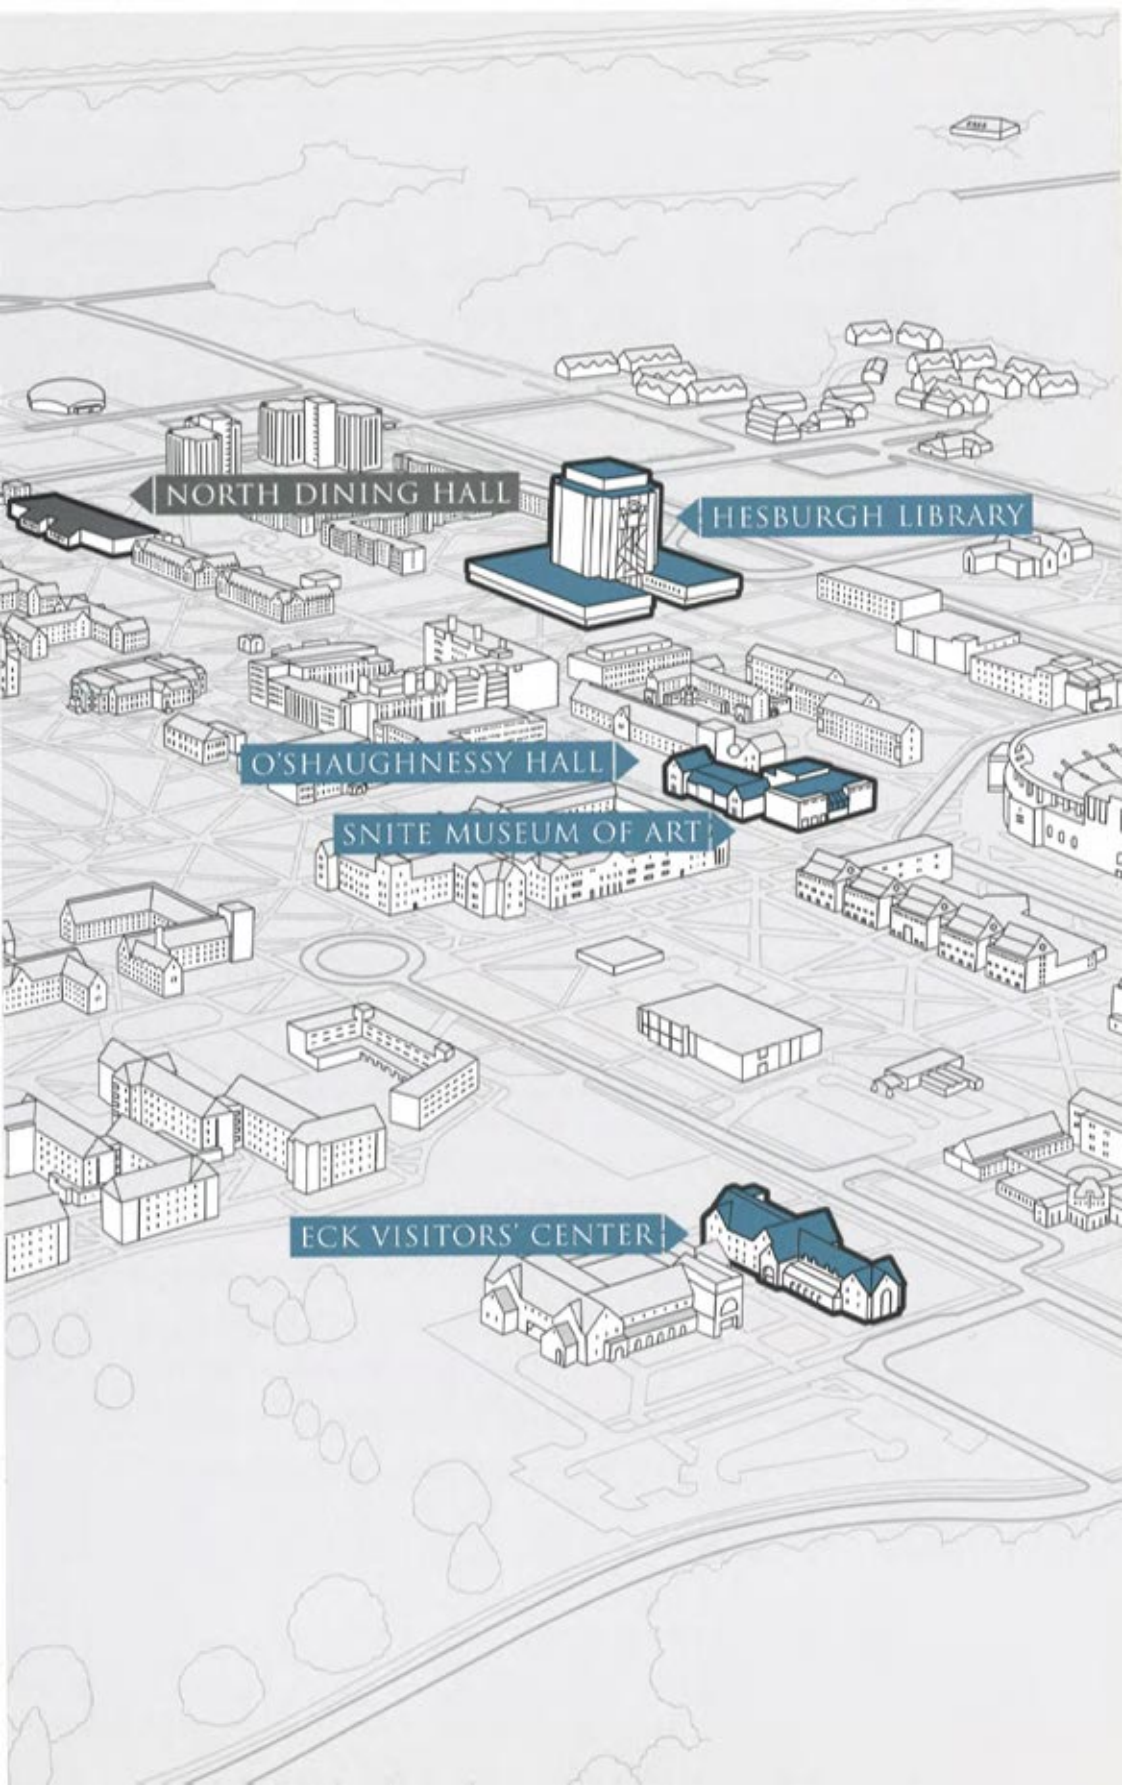 NORTH DINING HALL
HESBURGH LIBRARY
O'SHAUGHNESSY HALL
SNITE MUSEUM OF ART
ECK VISITORS' CENTER